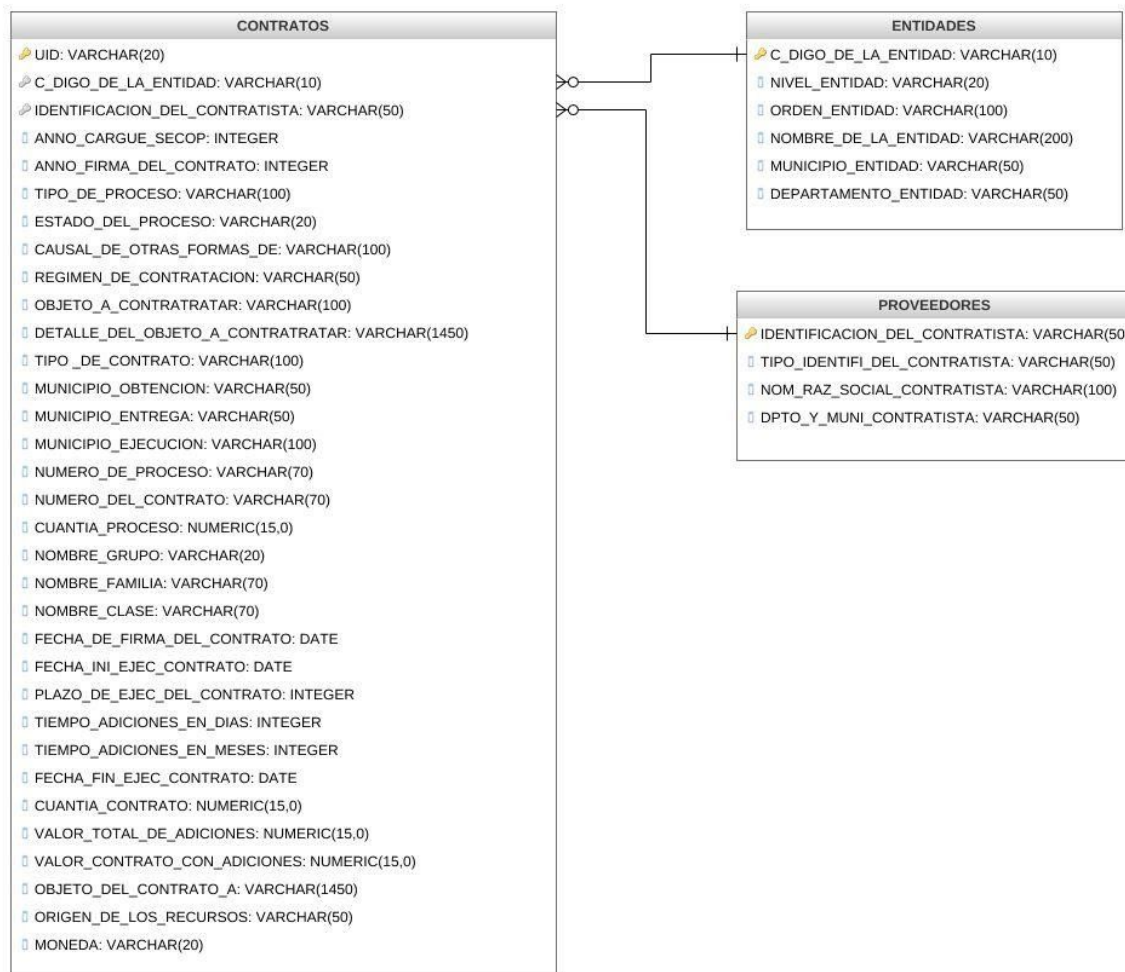 CONTRATOS
UID: VARCHAR(20)
C_DIGO_DE_LA_ENTIDAD: VARCHAR(10)
IDENTIFICACION_DEL_CONTRATISTA: VARCHAR(50)
ANNO_CARGUE_SECOP: INTEGER
ANNO_FIRMA_DEL_CONTRATO: INTEGER
TIPO_DE_PROCESO: VARCHAR(100)
ESTADO_DEL_PROCESO: VARCHAR(20)
CAUSAL_DE_OTRAS_FORMAS_DE: VARCHAR(100)
REGIMEN_DE_CONTRATACION: VARCHAR(50)
OBJETO_A_CONTRATRATAR: VARCHAR(100)
DETALLE_DEL_OBJETO_A_CONTRATRATAR: VARCHAR(1450)
TIPO _DE_CONTRATO: VARCHAR(100)
MUNICIPIO_OBTENCION: VARCHAR(50)
MUNICIPIO_ENTREGA: VARCHAR(50)
MUNICIPIO_EJECUCION: VARCHAR(100)
NUMERO_DE_PROCESO: VARCHAR(70)
NUMERO_DEL_CONTRATO: VARCHAR(70)
CUANTIA_PROCESO: NUMERIC(15,0)
NOMBRE_GRUPO: VARCHAR(20)
NOMBRE_FAMILIA: VARCHAR(70)
NOMBRE_CLASE: VARCHAR(70)
FECHA_DE_FIRMA_DEL_CONTRATO: DATE
FECHA_INI_EJEC_CONTRATO: DATE
PLAZO_DE_EJEC_DEL_CONTRATO: INTEGER
TIEMPO_ADICIONES_EN_DIAS: INTEGER
TIEMPO_ADICIONES_EN_MESES: INTEGER
FECHA_FIN_EJEC_CONTRATO: DATE
CUANTIA_CONTRATO: NUMERIC(15,0)
VALOR_TOTAL_DE_ADICIONES: NUMERIC(15,0)
VALOR_CONTRATO_CON_ADICIONES: NUMERIC(15,0)
OBJETO_DEL_CONTRATO_A: VARCHAR(1450)
ORIGEN_DE_LOS_RECURSOS: VARCHAR(50)
MONEDA: VARCHAR(20)
ENTIDADES
C_DIGO_DE_LA_ENTIDAD: VARCHAR(10)
NIVEL_ENTIDAD: VARCHAR(20)
ORDEN_ENTIDAD: VARCHAR(100)
NOMBRE_DE_LA_ENTIDAD: VARCHAR(200)
MUNICIPIO_ENTIDAD: VARCHAR(50)
DEPARTAMENTO_ENTIDAD: VARCHAR(50)
PROVEEDORES
IDENTIFICACION_DEL_CONTRATISTA: VARCHAR(50
TIPO_IDENTIFI_DEL_CONTRATISTA: VARCHAR(50)
NOM_RAZ_SOCIAL_CONTRATISTA: VARCHAR(100)
DPTO_Y_MUNI_CONTRATISTA: VARCHAR(50)